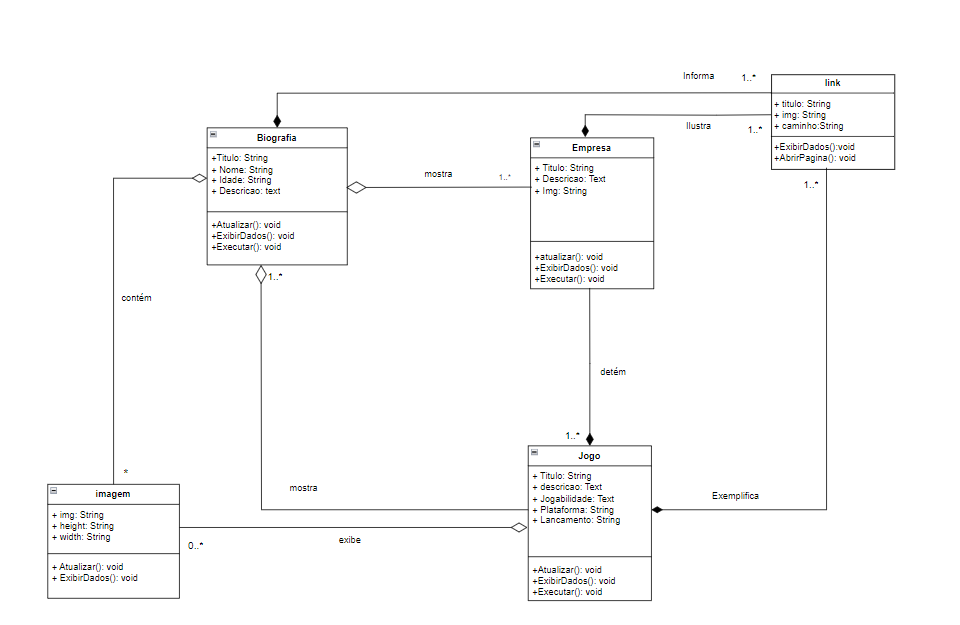 Informa
1..*
link
+ titulo: String
+ img: String
+ caminho:String
+ExibirDados():void
+AbrirPagina(): void
Ilustra
1..*
1..*
Biografia
+Titulo: String
+ Nome: String
+ Idade: String
+ Descricao: text
+Atualizar(): void
+ExibirDados(): void
+Executar(): void
mostra
1..*
Empresa
+ Titulo: String
+ Descricao: Text
+ Img: String
+atualizar(): void
+ExibirDados(): void
+Executar(): void
1..*
contém
detém
1..*
Jogo
+ Titulo: String
+ descricao: Text
+ Jogabilidade: Text
+ Plataforma: String
+ Lancamento: String
+Atualizar(): void
+ExibirDados(): void
+Executar(): void
Exemplifica
mostra
*
imagem
+ img: String
+ height: String
+ width: String
+ Atualizar(): void
+ ExibirDados(): void
0..*
exibe